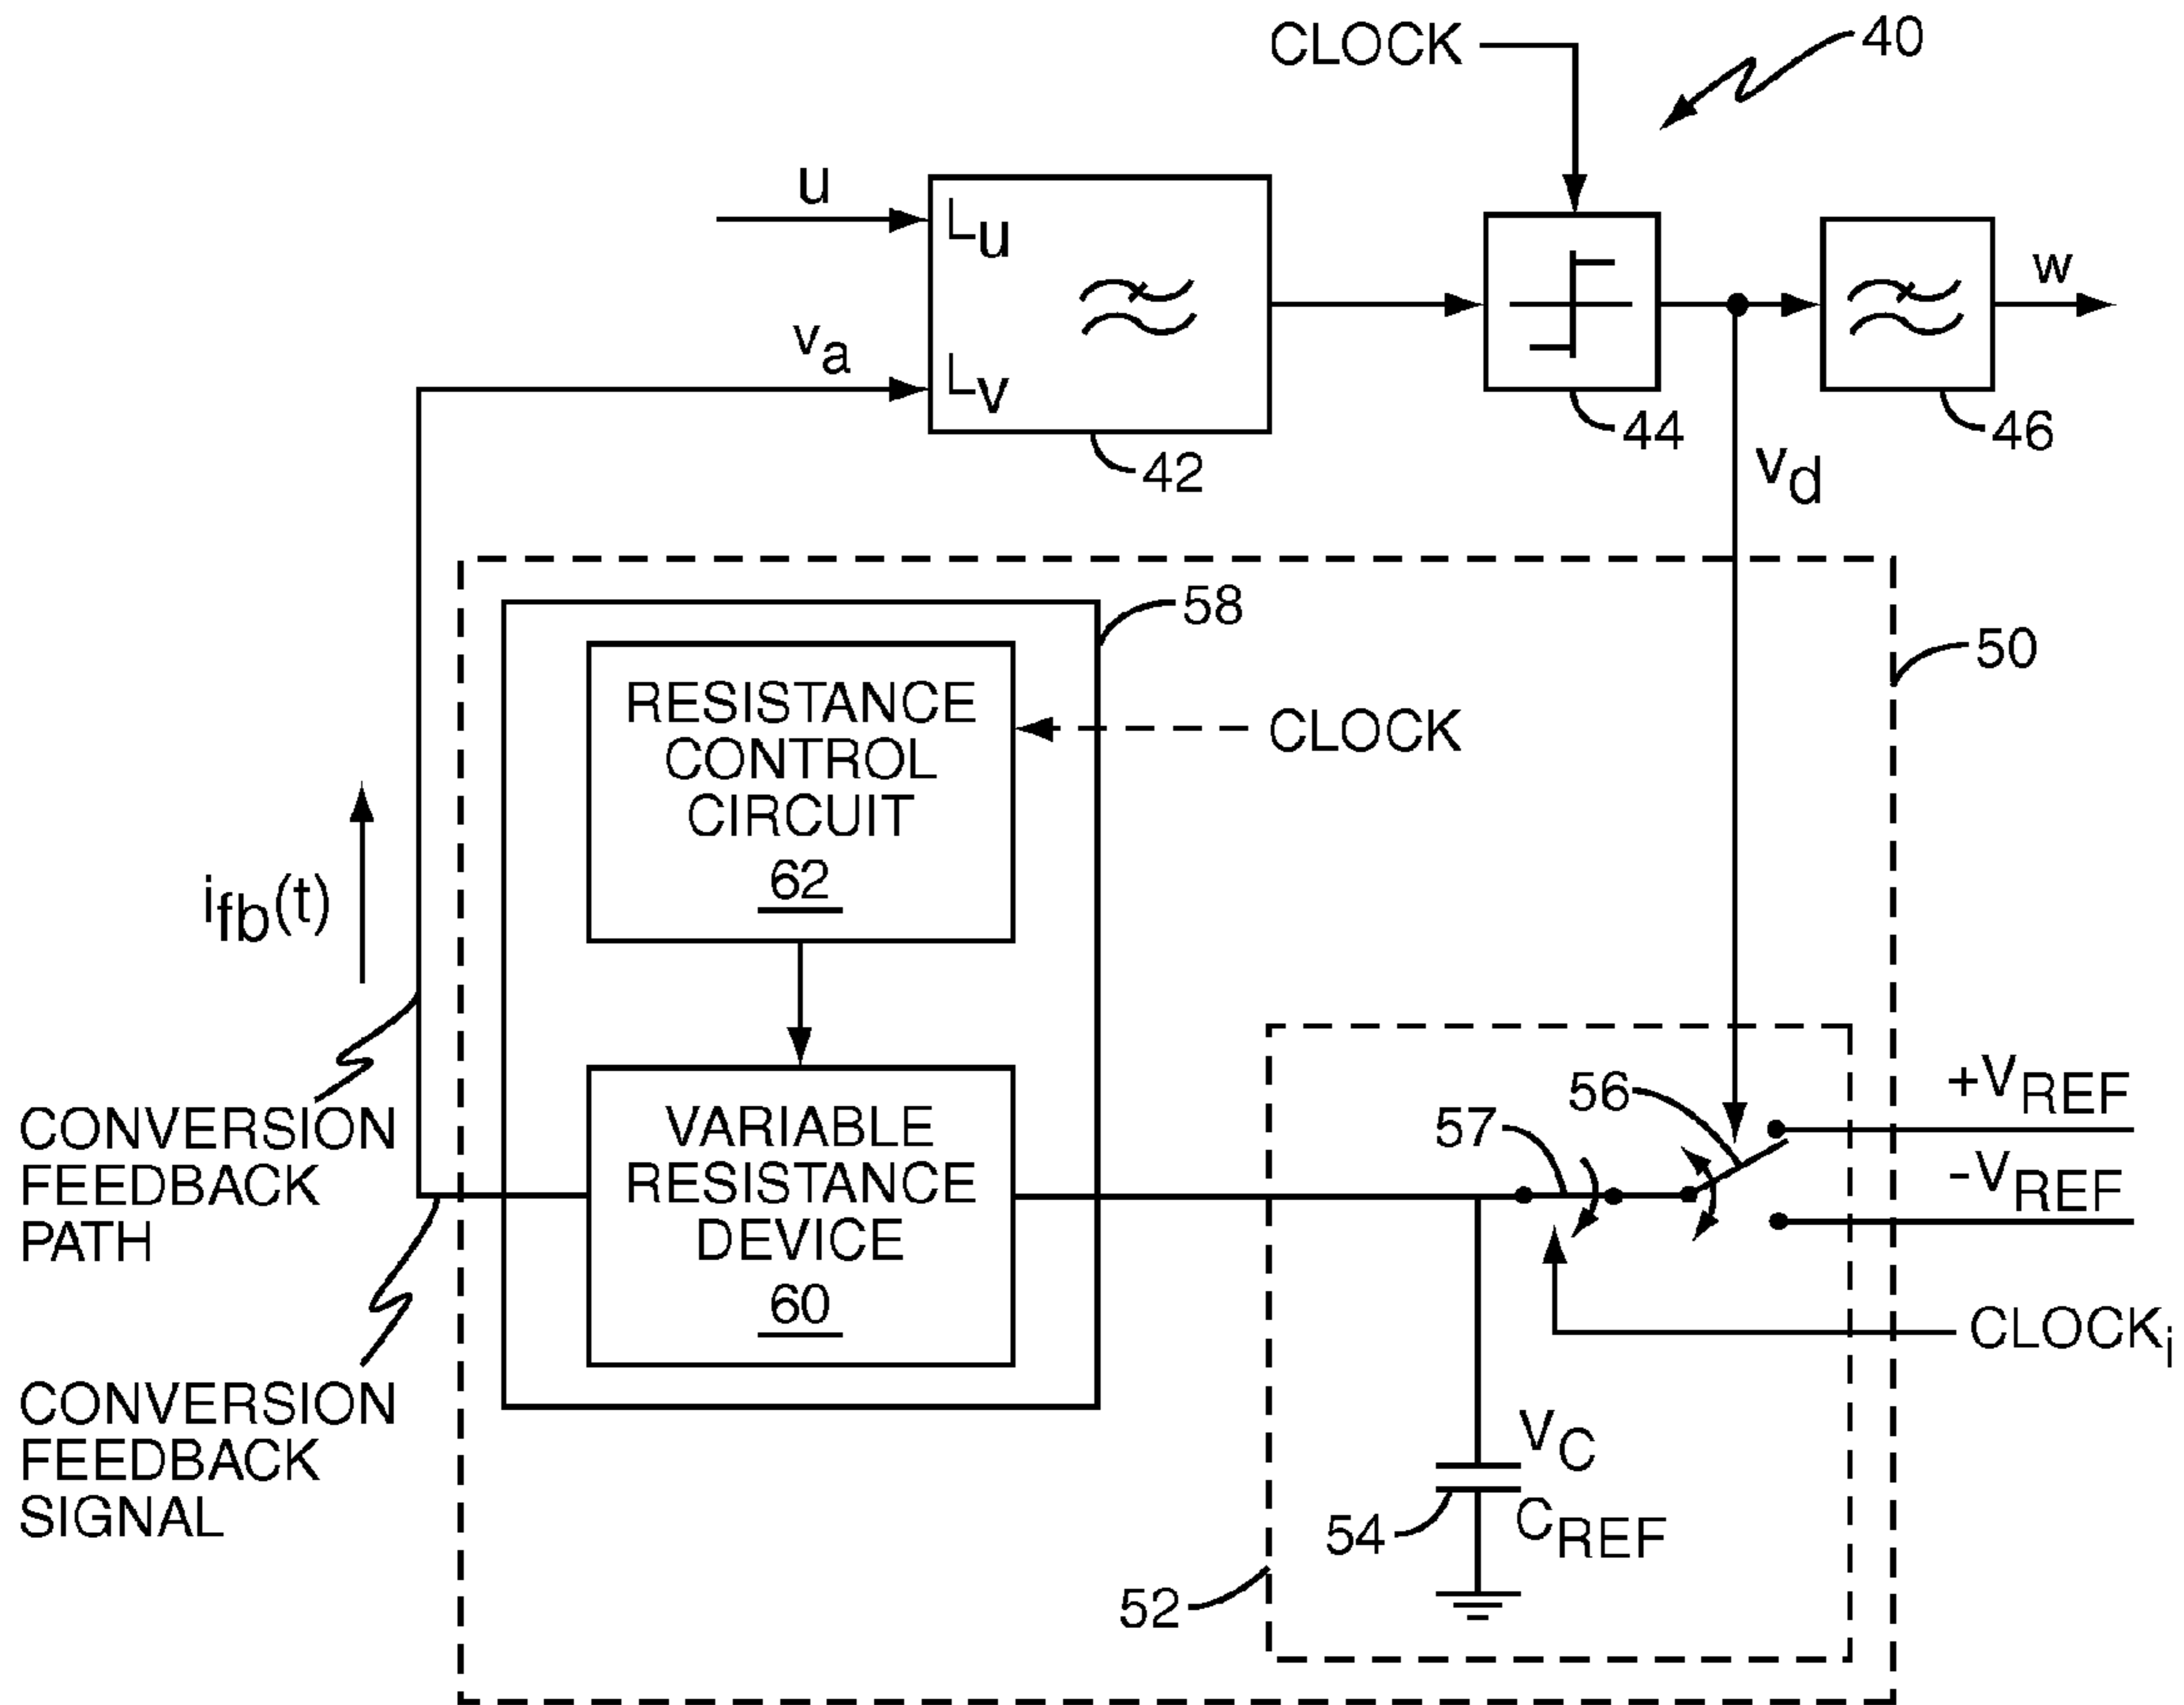 CLOCK
40
u
Lu
va
Lv
w
42
44
46
vd
58
50
RESISTANCE
CONTROL
CIRCUIT
62
CLOCK
ifb(t)
VARIABLE
RESISTANCE
DEVICE
60
CONVERSION
FEEDBACK
PATH
CONVERSION
FEEDBACK
SIGNAL
57
56
+VREF
-VREF
CLOCKi
VC
CREF
54
52